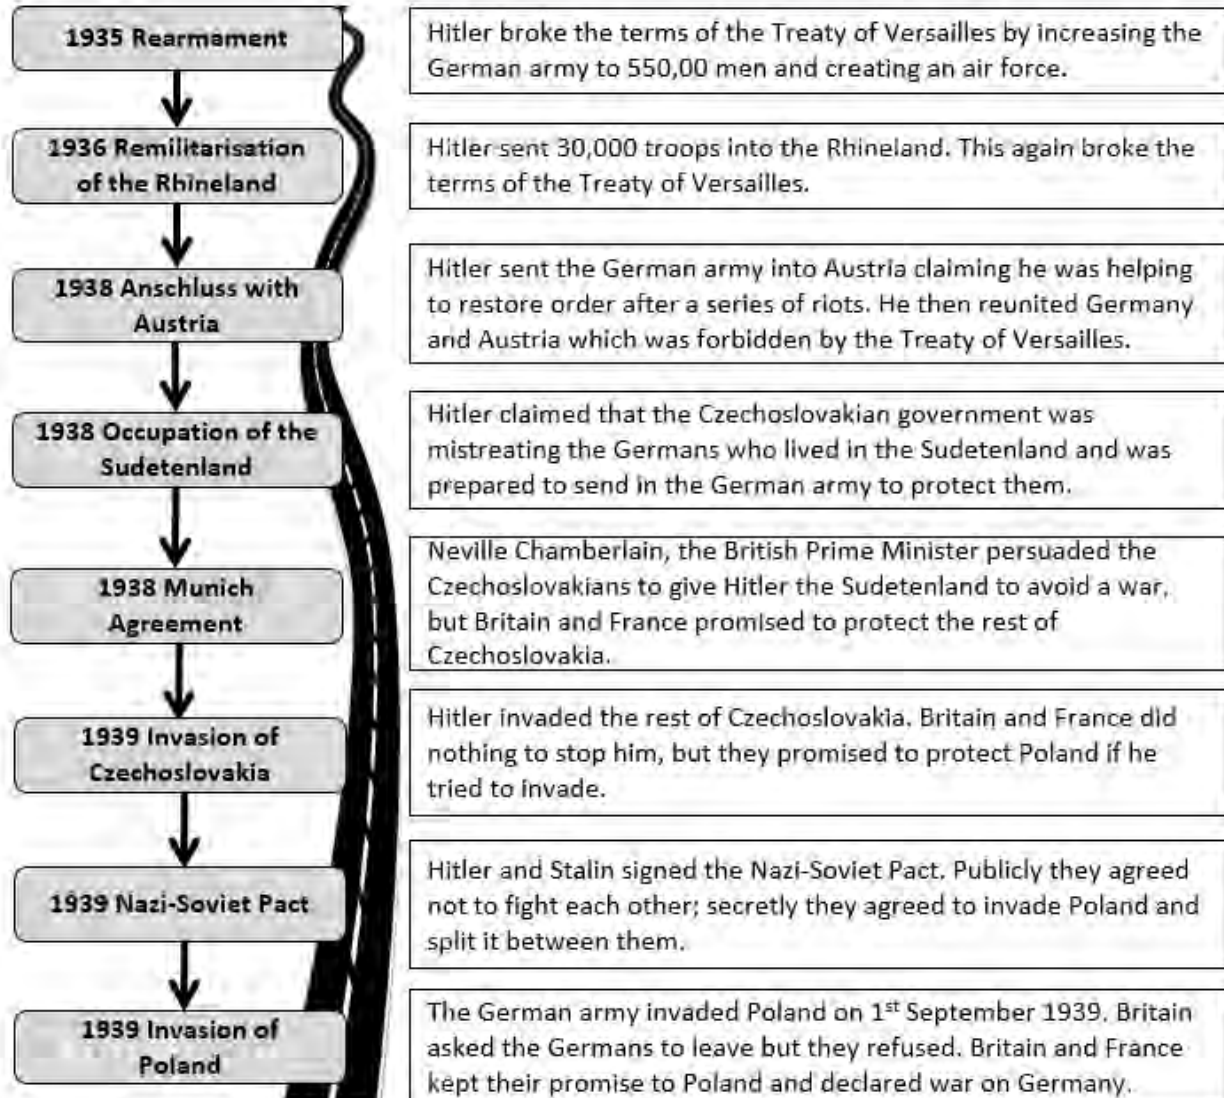 1935 Rearmament
Hitler broke the terms of the Treaty of Versailles by increasing the
German army to 550,00 men and creating an air force.
1936 Remilitarisation
of the Rhineland
Hitler sent 30,000 troops into the Rhineland. This again broke the
terms of the Treaty of Versailles.
1938 Anschluss with
Austria
Hitler sent the German army into Austria claiming he was helping
to restore order after a series of riots. He then reunited Germany
and Austria which was forbidden by the Treaty of Versailles.
1938 Occupation of the
Sudetenland
Hitler claimed that the Czechoslovakian government was
mistreating the Germans who lived in the Sudetenland and was
prepared to send in the German army to protect them.
1938 Munich
Agreement
Neville Chamberlain, the British Prime Minister persuaded the
Czechoslovakians to give Hitler the Sudetenland to avoid a war,
but Britain and France promised to protect the rest of
Czechoslovakia.
1939 Invasion of
Czechoslovakia
Hitler invaded the rest of Czechoslovakia. Britain and France did
nothing to stop him, but they promised to protect Poland if he
tried to invade.
1939 Nazi-Soviet Pact
Hitler and Stalin signed the Nazi-Soviet Pact. Publicly they agreed
not to fight each other; secretly they agreed to invade Poland and
split it between them.
1939 Invasion of
Poland
The German army invaded Poland on 1st September 1939. Britain
asked the Germans to leave but they refused. Britain and France
kept their promise to Poland and declared war on Germany.